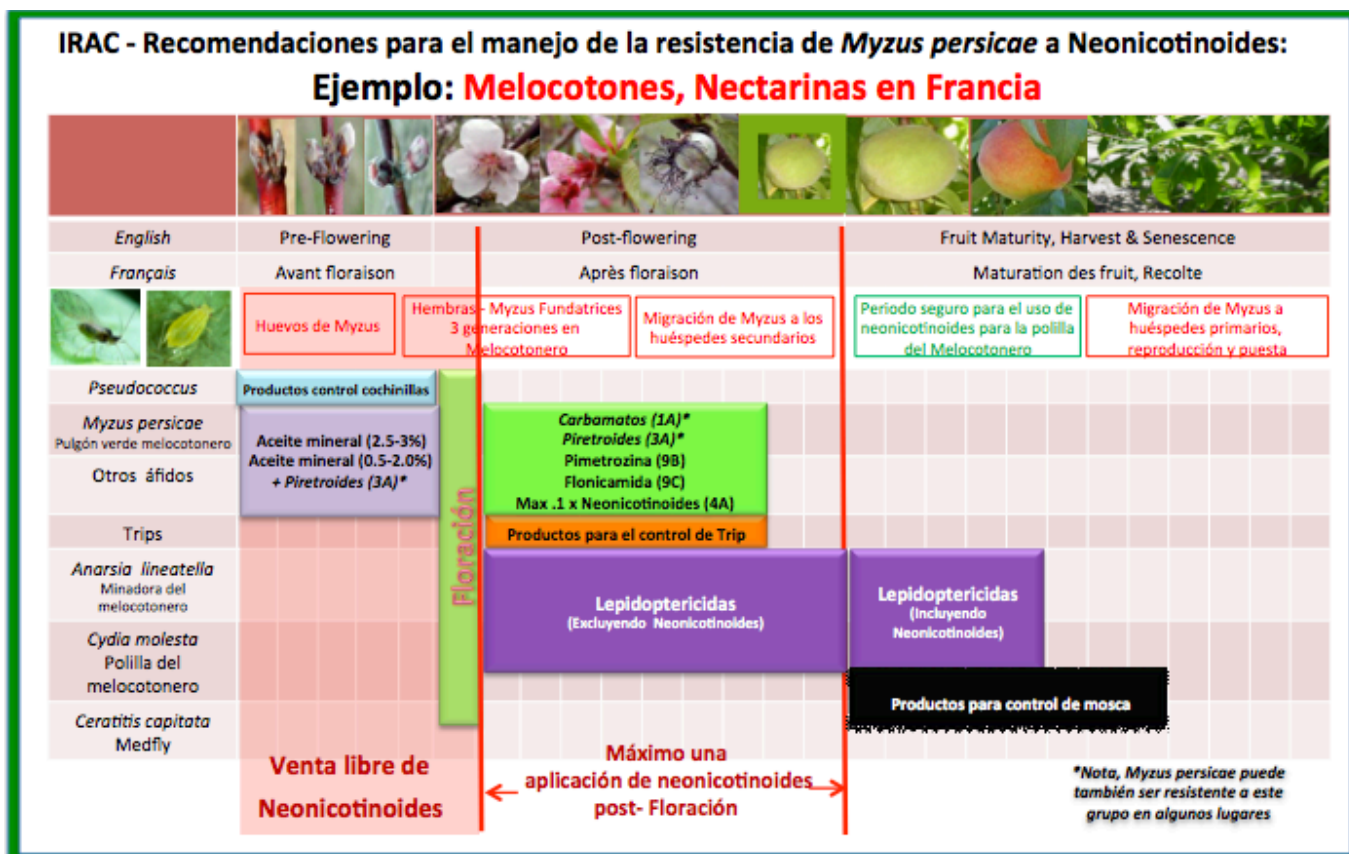 IRAC - Recomendaciones para el manejo de la resistencia de Myzus persicae a Neonicotinoides:
Ejemplo: Melocotones, Nectarinas en Francia
English
Pre-Flowering
Post-flowering
Fruit Maturity, Harvest & Senescence
Français
Avant floraison
Après floraison
Maturation des fruit, Recolte
Huevos de Myzus
Hembras - Myzus Fundatrices
3 generaciones en
Melocotonero
Migración de Myzus a los
huéspedes secundarios
Periodo seguro para el uso de
neonicotinoides para la polilla
del Melocotonero
Migración de Myzus a
huéspedes primarios,
reproducción y puesta
Pseudococcus
Productos control cochinillas
Myzus persicae
Pulgón verde melocotonero
Otros áfidos
Aceite mineral (2.5-3%)
Aceite mineral (0.5-2.0%)
+ Piretroides (3A)*
Floración
Carbamatos (1A)*
Piretroides (3A)*
Pimetrozina (9B)
Flonicamida (9C)
Max .1 x Neonicotinoides (4A)
Trips
Productos para el control de Trip
Anarsia lineatella
Minadora del
melocotonero
Lepidoptericidas
(Excluyendo Neonicotinoides)
Lepidoptericidas
(Incluyendo
Neonicotinoides)
Cydia molesta
Polilla del
melocotonero
Productos para control de mosca
Ceratitis capitata
Medfly
Venta libre de
Neonicotinoides
Máximo una
aplicación de neonicotinoides
post- Floración
*Nota, Myzus persicae puede
también ser resistente a este
grupo en algunos lugares